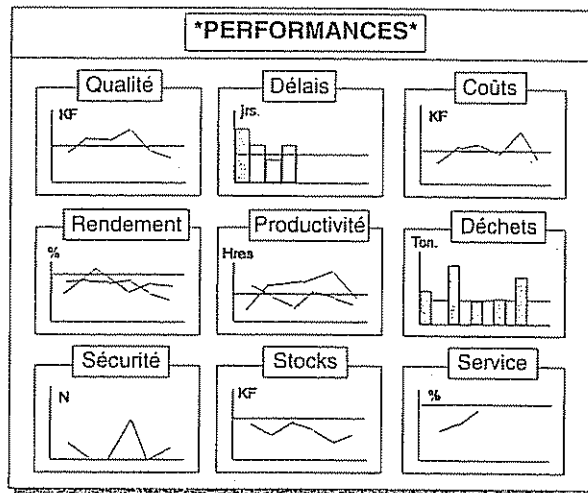 *PERFORMANCES*
Qualité
KF
Délais
jrs.
Coûts
KF
Rendement
%
Productivité
Hres
Déchets
Ton.
Sécurité
N
Stocks
KF
Service
%